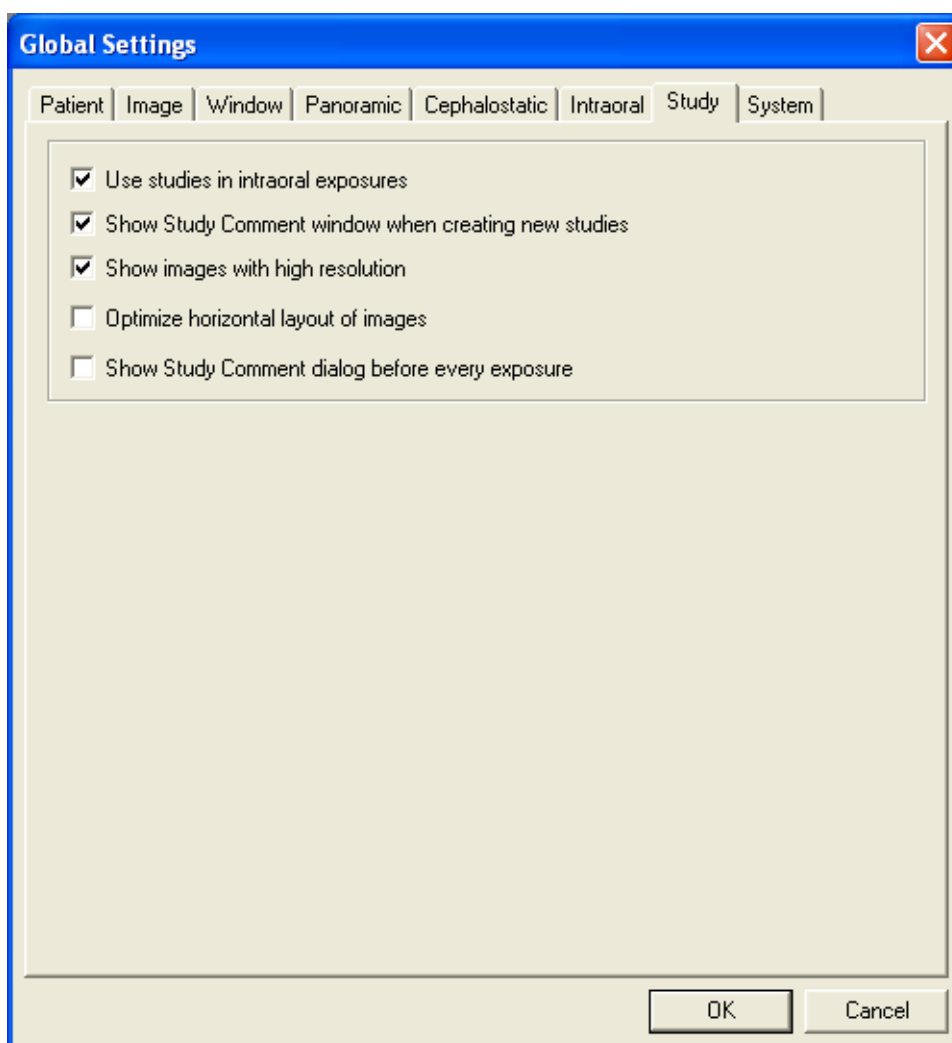 Global Settings
Patient Image Window Panoramic Cephalostatic Intraoral Study System
Use studies in intraoral exposures
Show Study Comment window when creating new studies
Show images with high resolution
Optimize horizontal layout of images
Show Study Comment dialog before every exposure
OK Cancel